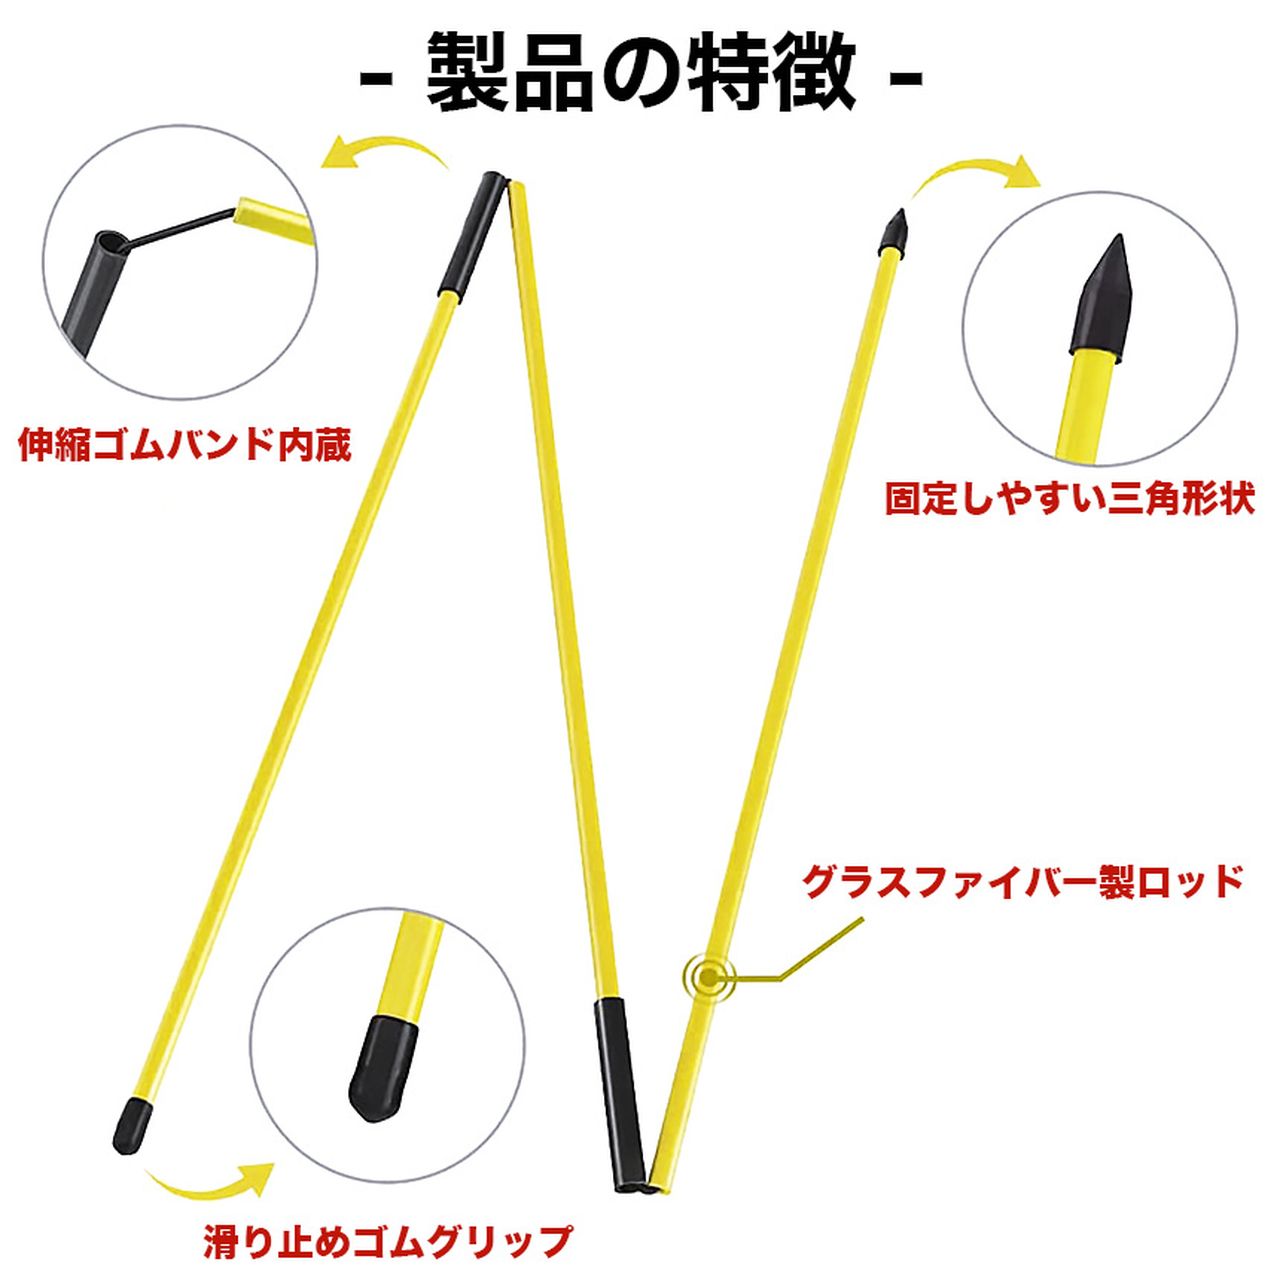 - 製品の特徴 -
伸縮ゴムバンド内蔵
固定しやすい三角形状
グラスファイバー製ロッド
滑り止めゴムグリップ